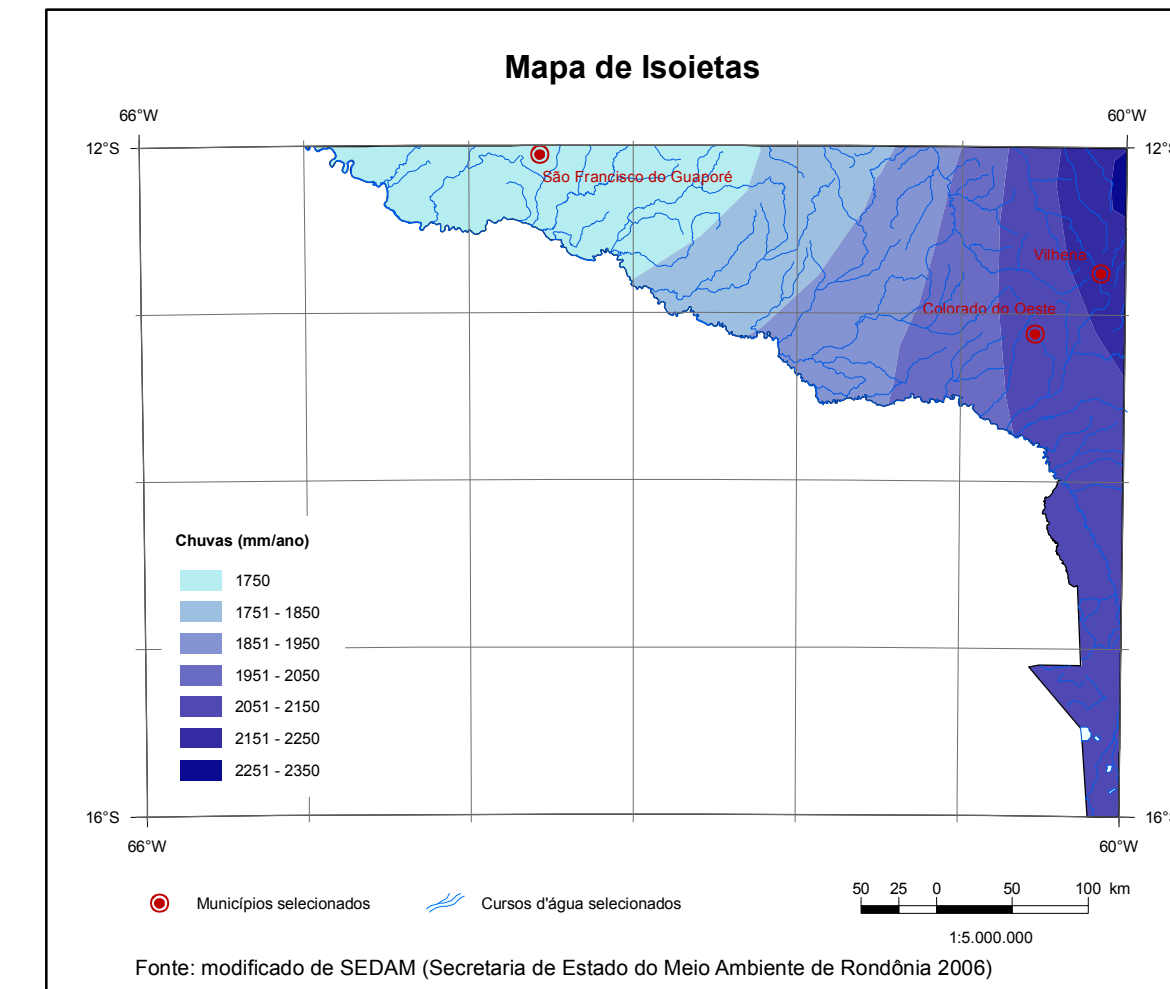 Mapa de Isoietas
66°W
60°W
12°S
12°S
São Francisco do Guaporé
Vilhena
Colorado do Oeste
Chuvas (mm/ano)
1750
1751 - 1850
1851 - 1950
1951 - 2050
2051 - 2150
2151 - 2250
2251 - 2350
16°S
16°S
66°W
60°W
Municípios selecionados
Cursos d'água selecionados
50 25 0 50 100 km
1:5.000.000
Fonte: modificado de SEDAM (Secretaria de Estado do Meio Ambiente de Rondônia 2006)